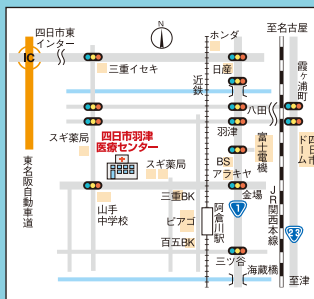 四日市東
インター
IC
N
ホンダ
至名古屋
三重イセキ
日産
近鉄
霞ヶ浦町
八田
スギ薬局
四日市羽津
医療センター
羽津
富士電機
四日市
ドーム
スギ薬局
BS
アラキヤ
東名阪自動車道
山手
中学校
三重BK
金場
ピアゴ
阿倉川駅
1
JR関西本線
23
百五BK
三ツ谷
海蔵橋
至津